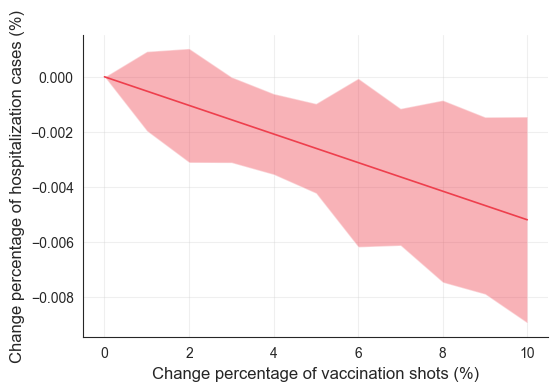 Change percentage of hospitalization cases (%)
0.000
−0.002
−0.004
−0.006
−0.008
0 2 4 6 8 10
Change percentage of vaccination shots (%)